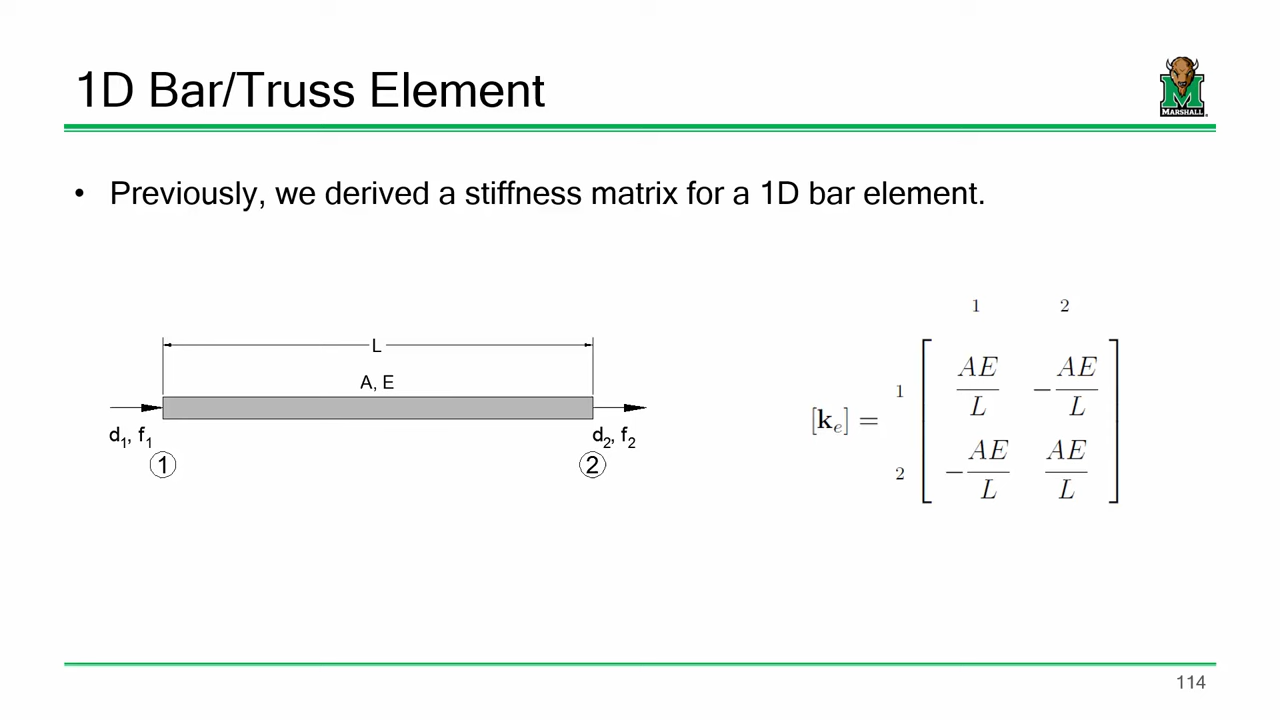 1D Bar/Truss Element
MARSHALL
• Previously, we derived a stiffness matrix for a 1D bar element.
L
A, E
d₁, f₁
d₂, f₂
① ②
1 2
[kₑ] =
1 AE/L −AE/L
2 −AE/L AE/L
114